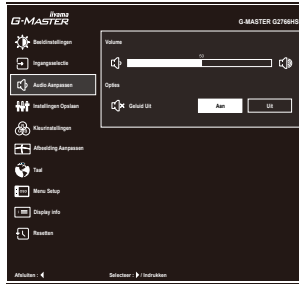 iiyama
G-MASTER
G-MASTER G2766HS
Beeldinstellingen
Ingangsselectie
Audio Aanpassen
Instellingen Opslaan
Kleurinstellingen
Afbeelding Aanpassen
Taal
Menu Setup
Display info
Resetten
Volume
50
Opties
Geluid Uit
Aan
Uit
Afsluiten :
Selecteer : / Indrukken